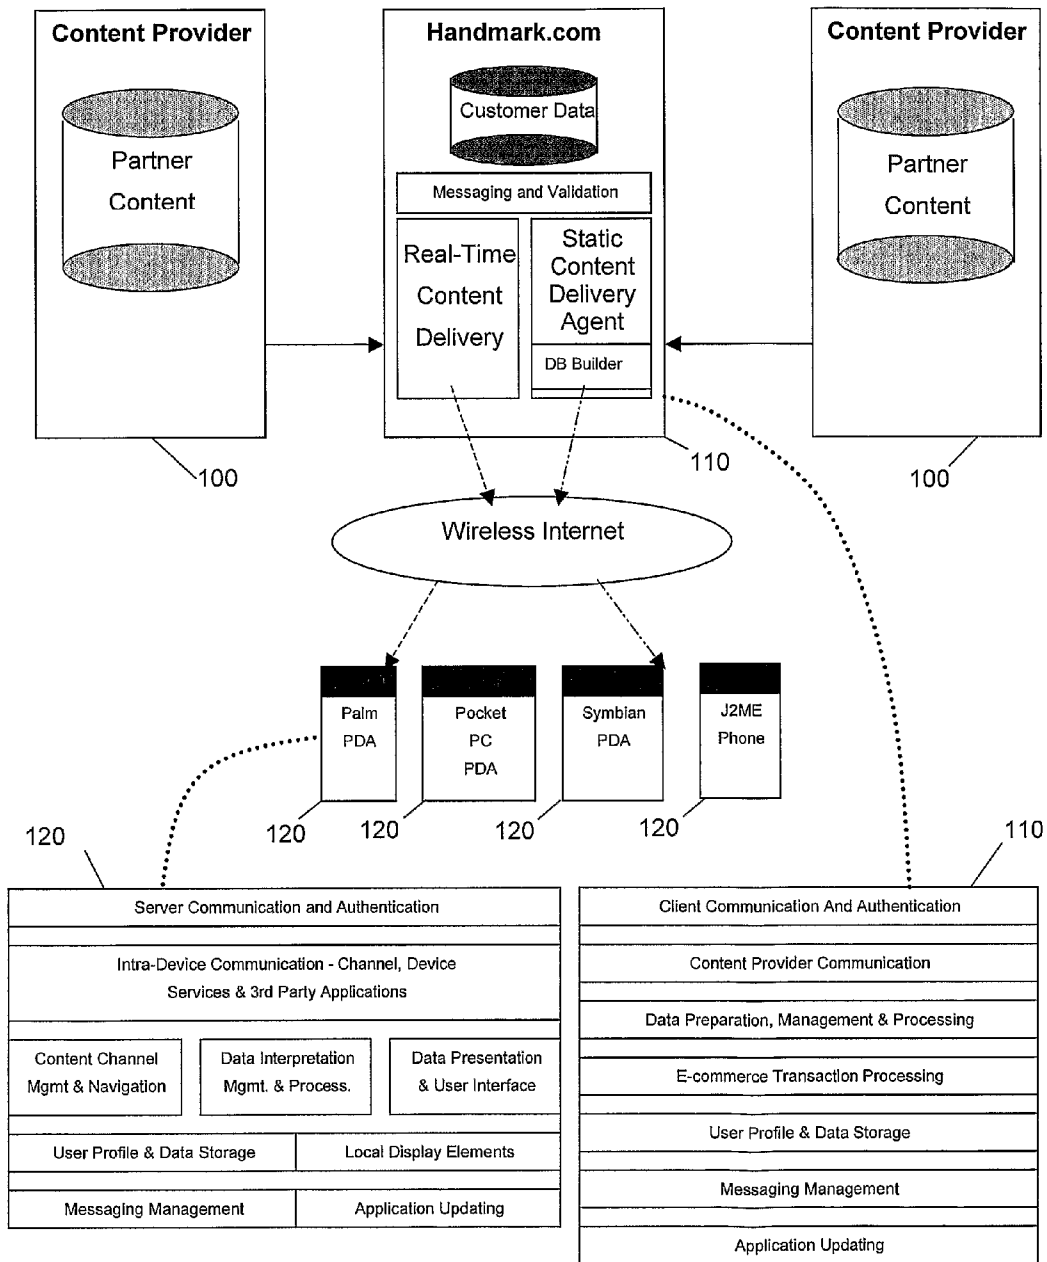 Content Provider
Handmark.com
Content Provider
Customer Data
Partner
Content
Partner
Content
Messaging and Validation
Real-Time
Content
Delivery
Static
Content
Delivery
Agent
DB Builder
100
110
100
Wireless Internet
Palm
PDA
Pocket
PC
PDA
Symbian
PDA
J2ME
Phone
120
120
120
120
120
110
Server Communication and Authentication
Intra-Device Communication - Channel, Device
Services & 3rd Party Applications
Content Channel
Mgmt & Navigation
Data Interpretation
Mgmt. & Process.
Data Presentation
& User Interface
User Profile & Data Storage
Local Display Elements
Messaging Management
Application Updating
Client Communication And Authentication
Content Provider Communication
Data Preparation, Management & Processing
E-commerce Transaction Processing
User Profile & Data Storage
Messaging Management
Application Updating